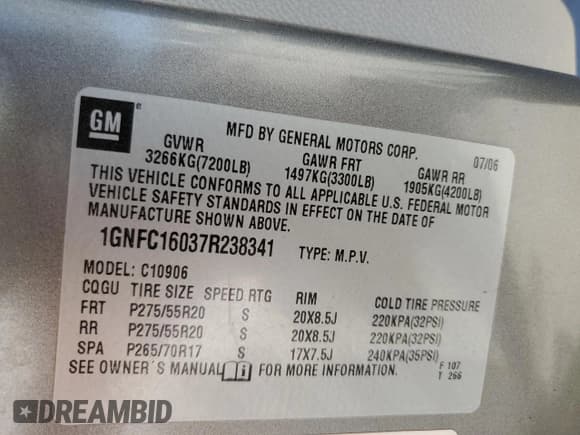 GM ®
MFD BY GENERAL MOTORS CORP. 07/06
GVWR GAWR FRT GAWR RR
3266KG(7200LB) 1497KG(3300LB) 1905KG(4200LB)
THIS VEHICLE CONFORMS TO ALL APPLICABLE U.S. FEDERAL MOTOR
VEHICLE SAFETY STANDARDS IN EFFECT ON THE DATE OF
MANUFACTURE SHOWN ABOVE.
1GNFC16037R238341 TYPE: M.P.V.
MODEL: C10906
CQGU TIRE SIZE SPEED RTG RIM COLD TIRE PRESSURE
FRT P275/55R20 S 20X8.5J 220KPA(32PSI)
RR P275/55R20 S 20X8.5J 220KPA(32PSI)
SPA P265/70R17 S 17X7.5J 240KPA(35PSI)
SEE OWNER´S MANUAL i FOR MORE INFORMATION. F 107
T 266
DREAMBID